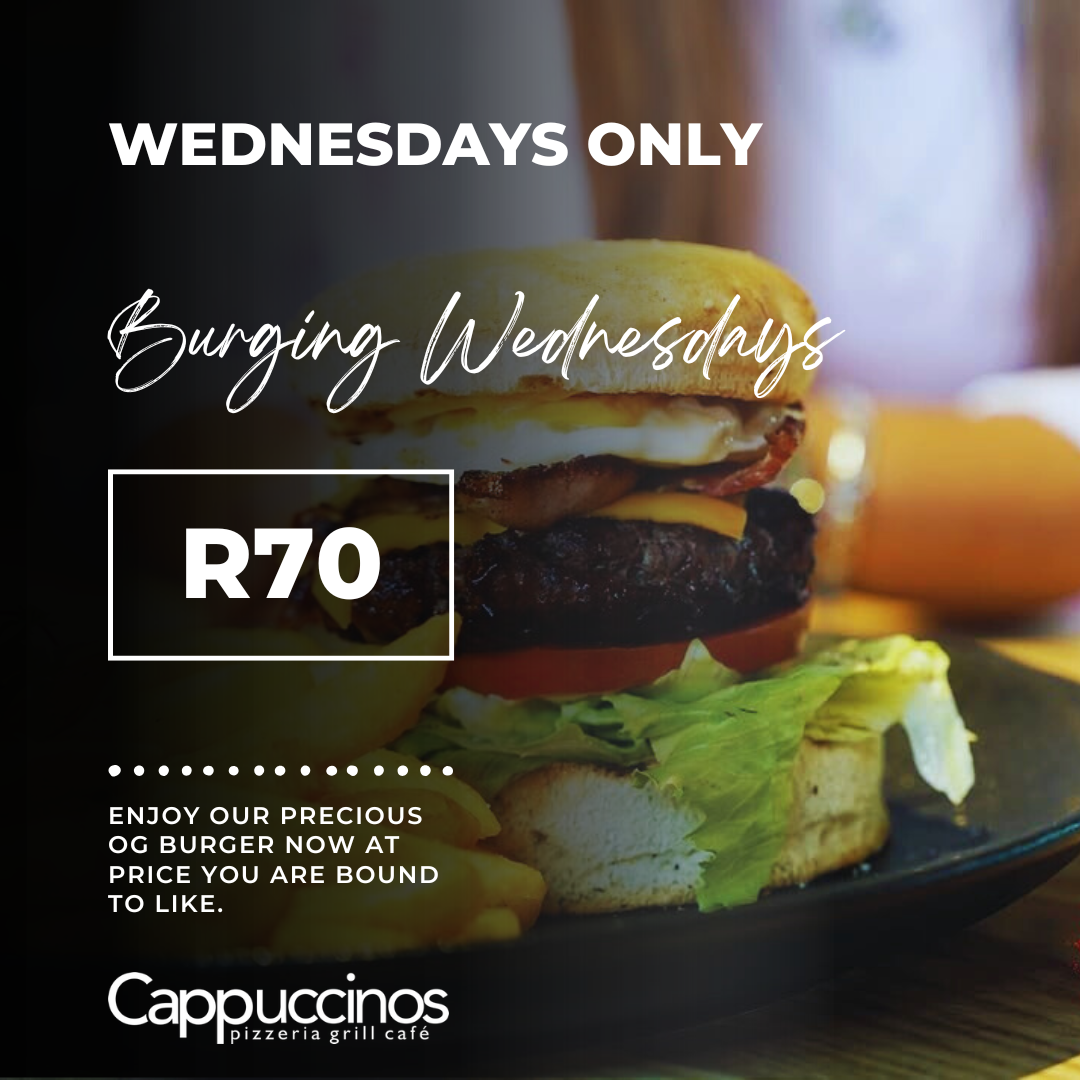 WEDNESDAYS ONLY
Burging Wednesdays
R70
ENJOY OUR PRECIOUS
OG BURGER NOW AT
PRICE YOU ARE BOUND
TO LIKE.
Cappuccinos
pizzeria grill café